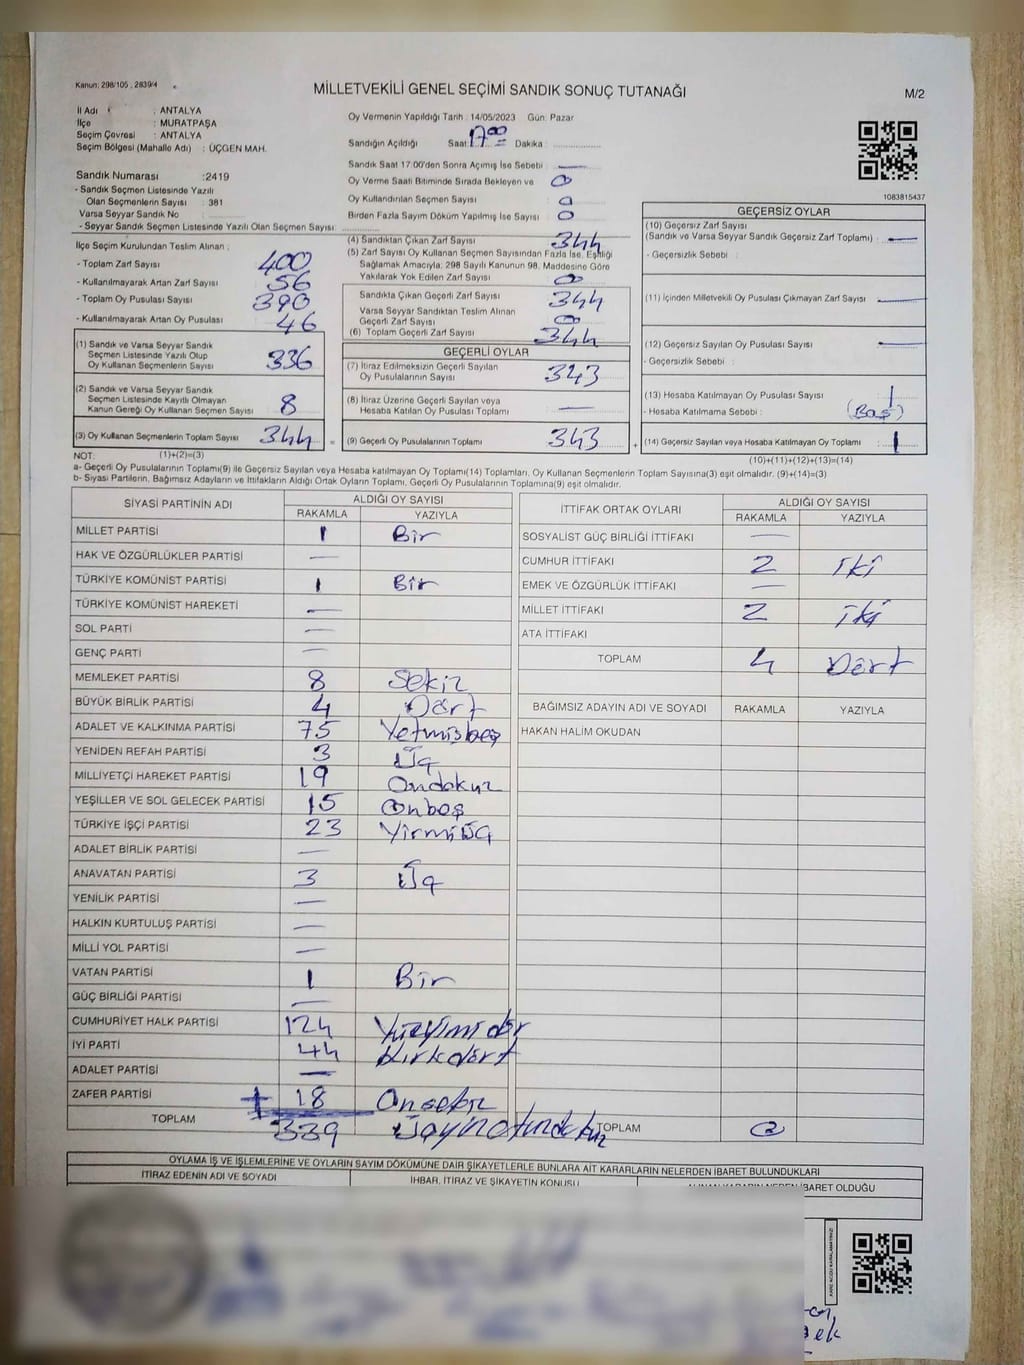 Kanun: 298/105 , 2839/4
MİLLETVEKİLİ GENEL SEÇİMİ SANDIK SONUÇ TUTANAĞI
M/2
İl Adı : ANTALYA
İlçe : MURATPAŞA
Seçim Çevresi : ANTALYA
Seçim Bölgesi (Mahalle Adı) : ÜÇGEN MAH.
Oy Vermenin Yapıldığı Tarih : 14/05/2023 Gün: Pazar
Sandığın Açıldığı Saat 17.00 Dakika :
Sandık Saat 17:00'den Sonra Açmış İse Sebebi : —
Oy Verme Saati Bitiminde Sırada Bekleyen ve 0
Oy Kullandırılan Seçmen Sayısı : 0
Birden Fazla Sayım Döküm Yapılmış İse Sayısı : 0
1083815437
Sandık Numarası :2419
- Sandık Seçmen Listesinde Yazılı
Olan Seçmenlerin Sayısı : 381
Varsa Seyyar Sandık No :
- Seyyar Sandık Seçmen Listesinde Yazılı Olan Seçmen Sayısı:
İlçe Seçim Kurulundan Teslim Alınan :
- Toplam Zarf Sayısı 400
- Kullanılmayarak Artan Zarf Sayısı 56
- Toplam Oy Pusulası Sayısı 390
- Kullanılmayarak Artan Oy Pusulası 46
(1) Sandık ve Varsa Seyyar Sandık
Seçmen Listesinde Yazılı Olup
Oy Kullanan Seçmenlerin Sayısı 336
(2) Sandık ve Varsa Seyyar Sandık
Seçmen Listesinde Kayıtlı Olmayan
Kanun Gereği Oy Kullanan Seçmen Sayısı 8
(3) Oy Kullanan Seçmenlerin Toplam Sayısı 344 =
(4) Sandıktan Çıkan Zarf Sayısı 344
(5) Zarf Sayısı Oy Kullanan Seçmen Sayısından Fazla İse, Eşitliği
Sağlamak Amacıyla; 298 Sayılı Kanunun 98. Maddesine Göre
Yakılarak Yok Edilen Zarf Sayısı 0
Sandıkta Çıkan Geçerli Zarf Sayısı 344
Varsa Seyyar Sandıktan Teslim Alınan
Geçerli Zarf Sayısı 0
(6) Toplam Geçerli Zarf Sayısı 344
GEÇERLİ OYLAR
(7) İtiraz Edilmeksizin Geçerli Sayılan
Oy Pusulalarının Sayısı 343
(8) İtiraz Üzerine Geçerli Sayılan veya
Hesaba Katılan Oy Pusulası Toplamı —
(9) Geçerli Oy Pusulalarının Toplamı 343 +
GEÇERSİZ OYLAR
(10) Geçersiz Zarf Sayısı
(Sandık ve Varsa Seyyar Sandık Geçersiz Zarf Toplamı) : —
- Geçersizlik Sebebi :
(11) İçinden Milletvekili Oy Pusulası Çıkmayan Zarf Sayısı —
(12) Geçersiz Sayılan Oy Pusulası Sayısı : —
- Geçersizlik Sebebi :
(13) Hesaba Katılmayan Oy Pusulası Sayısı : 1
- Hesaba Katılmama Sebebi : (Boş)
(14) Geçersiz Sayılan veya Hesaba Katılmayan Oy Toplamı : 1
NOT: (1)+(2)=(3)
(10)+(11)+(12)+(13)=(14)
a- Geçerli Oy Pusulalarının Toplamı(9) ile Geçersiz Sayılan veya Hesaba katılmayan Oy Toplamı(14) Toplamları, Oy Kullanan Seçmenlerin Toplam Sayısına(3) eşit olmalıdır. (9)+(14)=(3)
b- Siyasi Partilerin, Bağımsız Adayların ve İttifakların Aldığı Ortak Oyların Toplamı, Geçerli Oy Pusulalarının Toplamına(9) eşit olmalıdır.
SİYASİ PARTİNİN ADI
ALDIĞI OY SAYISI
RAKAMLA YAZIYLA
MİLLET PARTİSİ 1 Bir
HAK VE ÖZGÜRLÜKLER PARTİSİ —
TÜRKİYE KOMÜNİST PARTİSİ 1 Bir
TÜRKİYE KOMÜNİST HAREKETİ —
SOL PARTİ —
GENÇ PARTİ —
MEMLEKET PARTİSİ 8 Sekiz
BÜYÜK BİRLİK PARTİSİ 4 Dört
ADALET VE KALKINMA PARTİSİ 75 Yetmişbeş
YENİDEN REFAH PARTİSİ 3 Üç
MİLLİYETÇİ HAREKET PARTİSİ 19 Ondokuz
YEŞİLLER VE SOL GELECEK PARTİSİ 15 Onbeş
TÜRKİYE İŞÇİ PARTİSİ 23 Yirmiüç
ADALET BİRLİK PARTİSİ —
ANAVATAN PARTİSİ 3 Üç
YENİLİK PARTİSİ —
HALKIN KURTULUŞ PARTİSİ —
MİLLİ YOL PARTİSİ —
VATAN PARTİSİ 1 Bir
GÜÇ BİRLİĞİ PARTİSİ —
CUMHURİYET HALK PARTİSİ 124
İYİ PARTİ 44 kırkdört
ADALET PARTİSİ —
ZAFER PARTİSİ + 18 Onsekiz
TOPLAM 339
İTTİFAK ORTAK OYLARI
ALDIĞI OY SAYISI
RAKAMLA YAZIYLA
SOSYALİST GÜÇ BİRLİĞİ İTTİFAKI —
CUMHUR İTTİFAKI 2 iki
EMEK VE ÖZGÜRLÜK İTTİFAKI —
MİLLET İTTİFAKI 2 iki
ATA İTTİFAKI
TOPLAM 4 Dört
BAĞIMSIZ ADAYIN ADI VE SOYADI RAKAMLA YAZIYLA
HAKAN HALİM OKUDAN
TOPLAM 0
OYLAMA İŞ VE İŞLEMLERİNE VE OYLARIN SAYIM DÖKÜMÜNE DAİR ŞİKAYETLERLE BUNLARA AİT KARARLARIN NELERDEN İBARET BULUNDUKLARI
İTİRAZ EDENİN ADI VE SOYADI
İHBAR, İTİRAZ VE ŞİKAYETİN KONUSU
ALINAN KARARIN NEDEN İBARET OLDUĞU